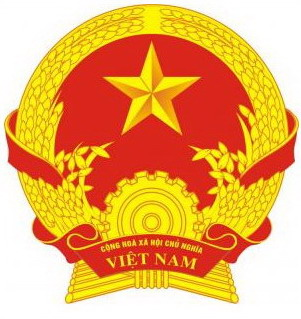 CỘNG HOÀ XÃ HỘI CHỦ NGHĨA
VIỆT NAM